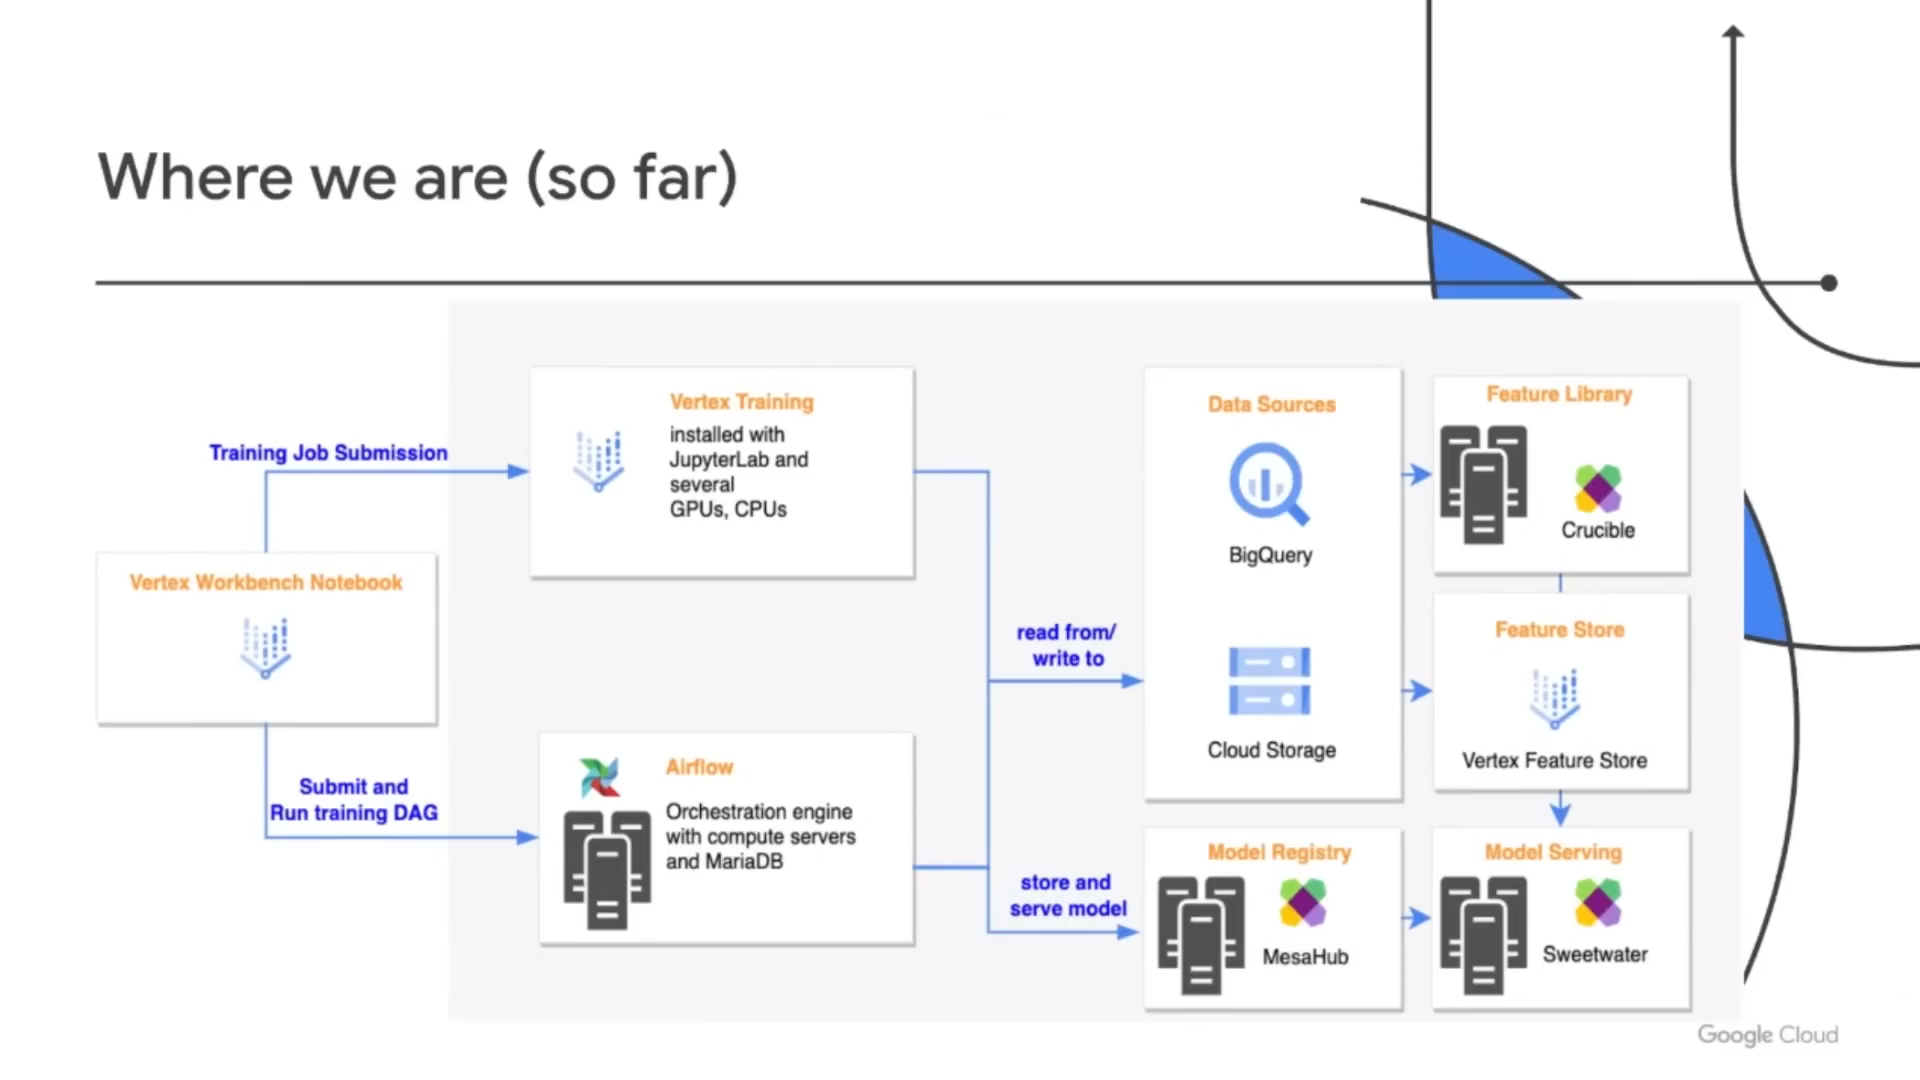 Where we are (so far)
Training Job Submission
Vertex Workbench Notebook
Submit and
Run training DAG
Vertex Training
installed with
JupyterLab and
several
GPUs, CPUs
Airflow
Orchestration engine
with compute servers
and MariaDB
read from/
write to
store and
serve model
Data Sources
BigQuery
Cloud Storage
Feature Library
Crucible
Feature Store
Vertex Feature Store
Model Registry
MesaHub
Model Serving
Sweetwater
Google Cloud